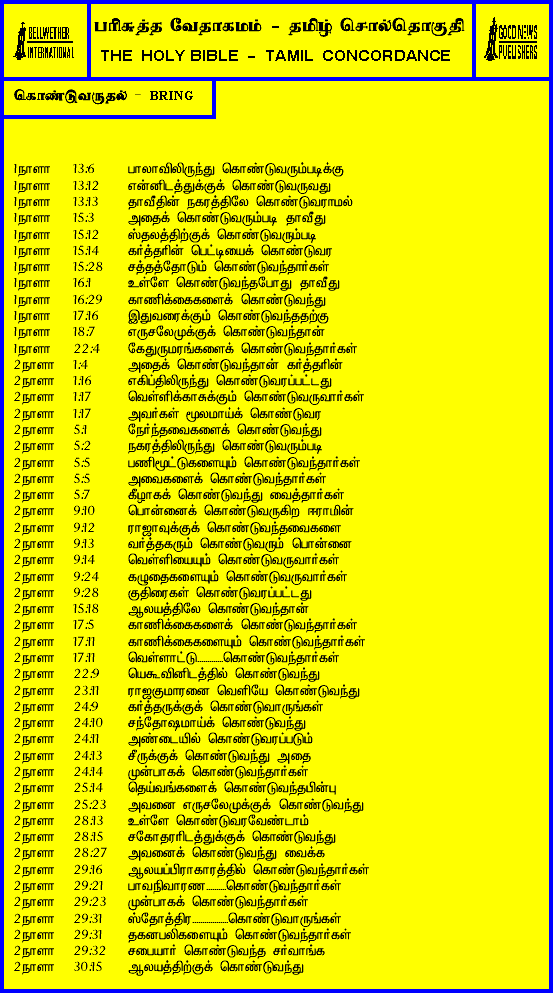 BELLWETHER
INTERNATIONAL
பரிசுத்த வேதாகமம் - தமிழ் சொல்தொகுதி
THE HOLY BIBLE - TAMIL CONCORDANCE
GOOD NEWS
PUBLISHERS
கொண்டுவருதல் - BRING
1நாளா 13:6 பாலாவிலிருந்து கொண்டுவரும்படிக்கு
1நாளா 13:12 என்னிடத்துக்குக் கொண்டுவருவது
1நாளா 13:13 தாவீதின் நகரத்திலே கொண்டுவராமல்
1நாளா 15:3 அதைக் கொண்டுவரும்படி தாவீது
1நாளா 15:12 ஸ்தலத்திற்குக் கொண்டுவரும்படி
1நாளா 15:14 கர்த்தரின் பெட்டியைக் கொண்டுவர
1நாளா 15:28 சத்தத்தோடும் கொண்டுவந்தார்கள்
1நாளா 16:1 உள்ளே கொண்டுவந்தபோது தாவீது
1நாளா 16:29 காணிக்கைகளைக் கொண்டுவந்து
1நாளா 17:16 இதுவரைக்கும் கொண்டுவந்ததற்கு
1நாளா 18:7 எருசலேமுக்குக் கொண்டுவந்தான்
1நாளா 22:4 கேதுருமரங்களைக் கொண்டுவந்தார்கள்
2நாளா 1:4 அதைக் கொண்டுவந்தான் கர்த்தரின்
2நாளா 1:16 எகிப்திலிருந்து கொண்டுவரப்பட்டது
2நாளா 1:17 வெள்ளிக்காசுக்கும் கொண்டுவருவார்கள்
2நாளா 1:17 அவர்கள் மூலமாய்க் கொண்டுவர
2நாளா 5:1 நேர்ந்தவைகளைக் கொண்டுவந்து
2நாளா 5:2 நகரத்திலிருந்து கொண்டுவரும்படி
2நாளா 5:5 பணிமூட்டுகளையும் கொண்டுவந்தார்கள்
2நாளா 5:5 அவைகளைக் கொண்டுவந்தார்கள்
2நாளா 5:7 கீழாகக் கொண்டுவந்து வைத்தார்கள்
2நாளா 9:10 பொன்னைக் கொண்டுவருகிற ஈராமின்
2நாளா 9:12 ராஜாவுக்குக் கொண்டுவந்தவைகளை
2நாளா 9:13 வர்த்தகரும் கொண்டுவரும் பொன்னை
2நாளா 9:14 வெள்ளியையும் கொண்டுவருவார்கள்
2நாளா 9:24 கழுதைகளையும் கொண்டுவருவார்கள்
2நாளா 9:28 குதிரைகள் கொண்டுவரப்பட்டது
2நாளா 15:18 ஆலயத்திலே கொண்டுவந்தான்
2நாளா 17:5 காணிக்கைகளைக் கொண்டுவந்தார்கள்
2நாளா 17:11 காணிக்கைகளையும் கொண்டுவந்தார்கள்
2நாளா 17:11 வெள்ளாட்டு...........கொண்டுவந்தார்கள்
2நாளா 22:9 யெகூவினிடத்தில் கொண்டுவந்து
2நாளா 23:11 ராஜகுமாரனை வெளியே கொண்டுவந்து
2நாளா 24:9 கர்த்தருக்குக் கொண்டுவாருங்கள்
2நாளா 24:10 சந்தோஷமாய்க் கொண்டுவந்து
2நாளா 24:11 அண்டையில் கொண்டுவரப்படும்
2நாளா 24:13 சீருக்குக் கொண்டுவந்து அதை
2நாளா 24:14 முன்பாகக் கொண்டுவந்தார்கள்
2நாளா 25:14 தெய்வங்களைக் கொண்டுவந்தபின்பு
2நாளா 25:23 அவனை எருசலேமுக்குக் கொண்டுவந்து
2நாளா 28:13 உள்ளே கொண்டுவரவேண்டாம்
2நாளா 28:15 சகோதரரிடத்துக்குக் கொண்டுவந்து
2நாளா 28:27 அவனைக் கொண்டுவந்து வைக்க
2நாளா 29:16 ஆலயப்பிராகாரத்தில் கொண்டுவந்தார்கள்
2நாளா 29:21 பாவநிவாரண.........கொண்டுவந்தார்கள்
2நாளா 29:23 முன்பாகக் கொண்டுவந்தார்கள்
2நாளா 29:31 ஸ்தோத்திர................கொண்டுவாருங்கள்
2நாளா 29:31 தகனபலிகளையும் கொண்டுவந்தார்கள்
2நாளா 29:32 சபையார் கொண்டுவந்த சர்வாங்க
2நாளா 30:15 ஆலயத்திற்குக் கொண்டுவந்து